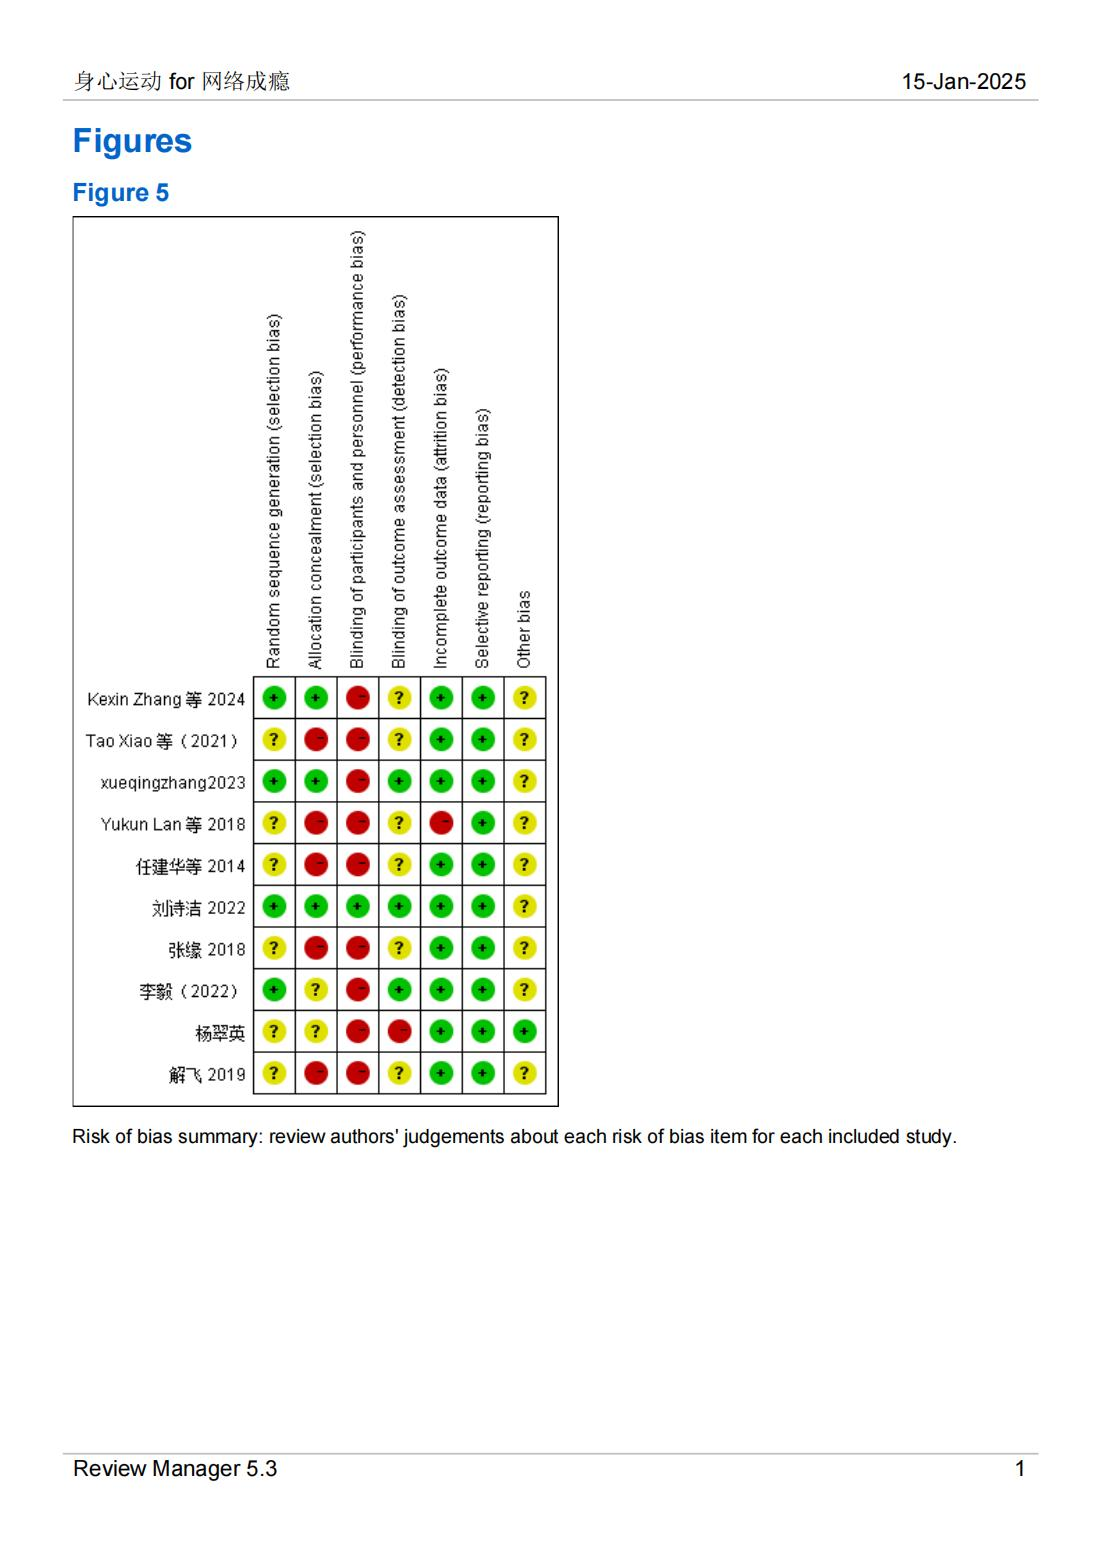 身心运动 for 网络成瘾
15-Jan-2025
Figures
Figure 5
Random sequence generation (selection bias)
Allocation concealment (selection bias)
Blinding of participants and personnel (performance bias)
Blinding of outcome assessment (detection bias)
Incomplete outcome data (attrition bias)
Selective reporting (reporting bias)
Other bias
Kexin Zhang 等 2024 + + - ? + + ?
Tao Xiao 等（2021） ? - - ? + + ?
xueqingzhang2023 + + - + + + ?
Yukun Lan 等 2018 ? - - ? - + ?
任建华等 2014 ? - - ? + + ?
刘诗洁 2022 + + + + + + ?
张缘 2018 ? - - ? + + ?
李毅（2022） + ? - + + + ?
杨翠英 ? ? - - + + +
解飞 2019 ? - - ? + + ?
Risk of bias summary: review authors' judgements about each risk of bias item for each included study.
Review Manager 5.3
1